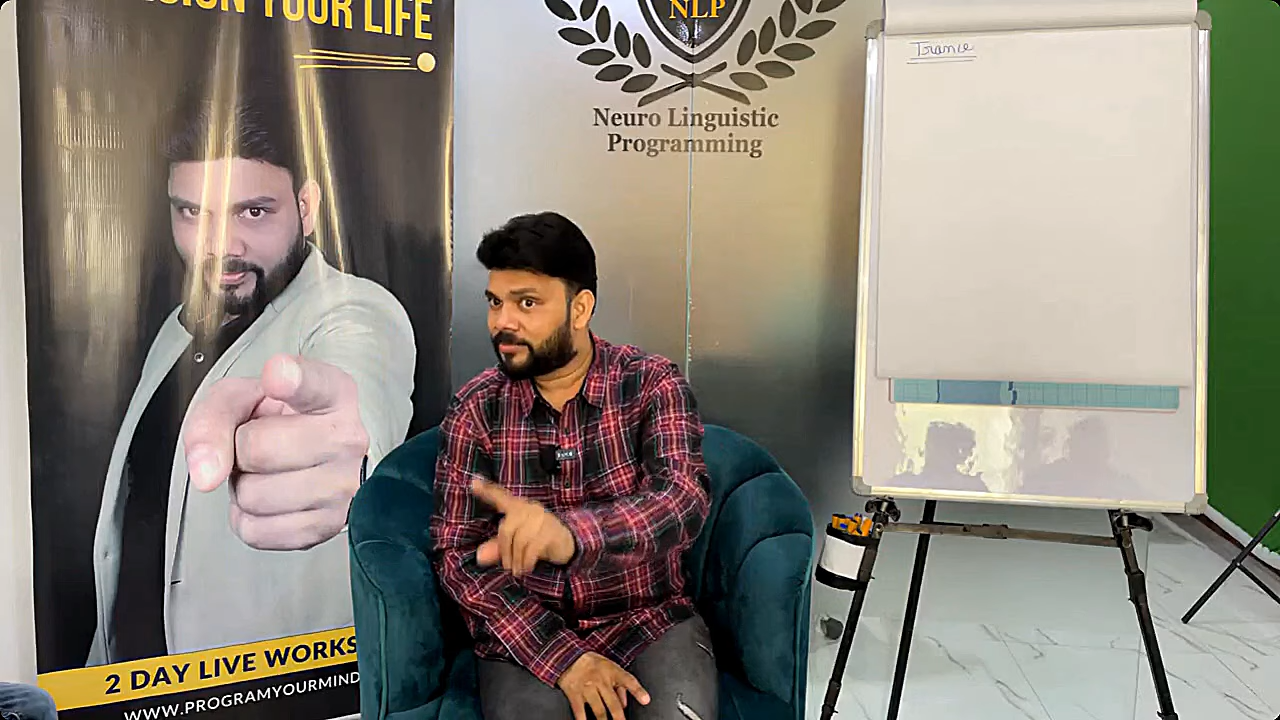 YOUR LIFE
2 DAY LIVE WORKS
WWW.PROGRAMYOURMIND
NLP
Neuro Linguistic
Programming
Trance